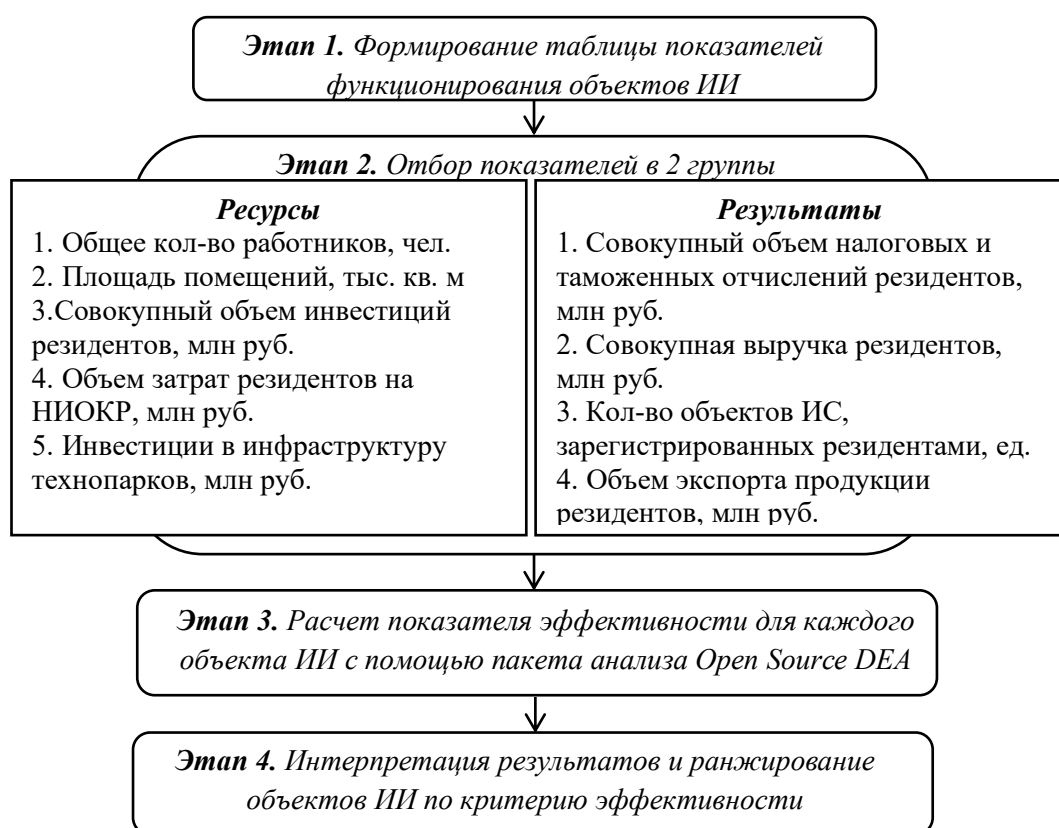 Этап 1. Формирование таблицы показателей
функционирования объектов ИИ
Этап 2. Отбор показателей в 2 группы
Ресурсы
1. Общее кол-во работников, чел.
2. Площадь помещений, тыс. кв. м
3.Совокупный объем инвестиций
резидентов, млн руб.
4. Объем затрат резидентов на
НИОКР, млн руб.
5. Инвестиции в инфраструктуру
технопарков, млн руб.
Результаты
1. Совокупный объем налоговых и
таможенных отчислений резидентов,
млн руб.
2. Совокупная выручка резидентов,
млн руб.
3. Кол-во объектов ИС,
зарегистрированных резидентами, ед.
4. Объем экспорта продукции
резидентов, млн руб.
Этап 3. Расчет показателя эффективности для каждого
объекта ИИ с помощью пакета анализа Open Source DEA
Этап 4. Интерпретация результатов и ранжирование
объектов ИИ по критерию эффективности